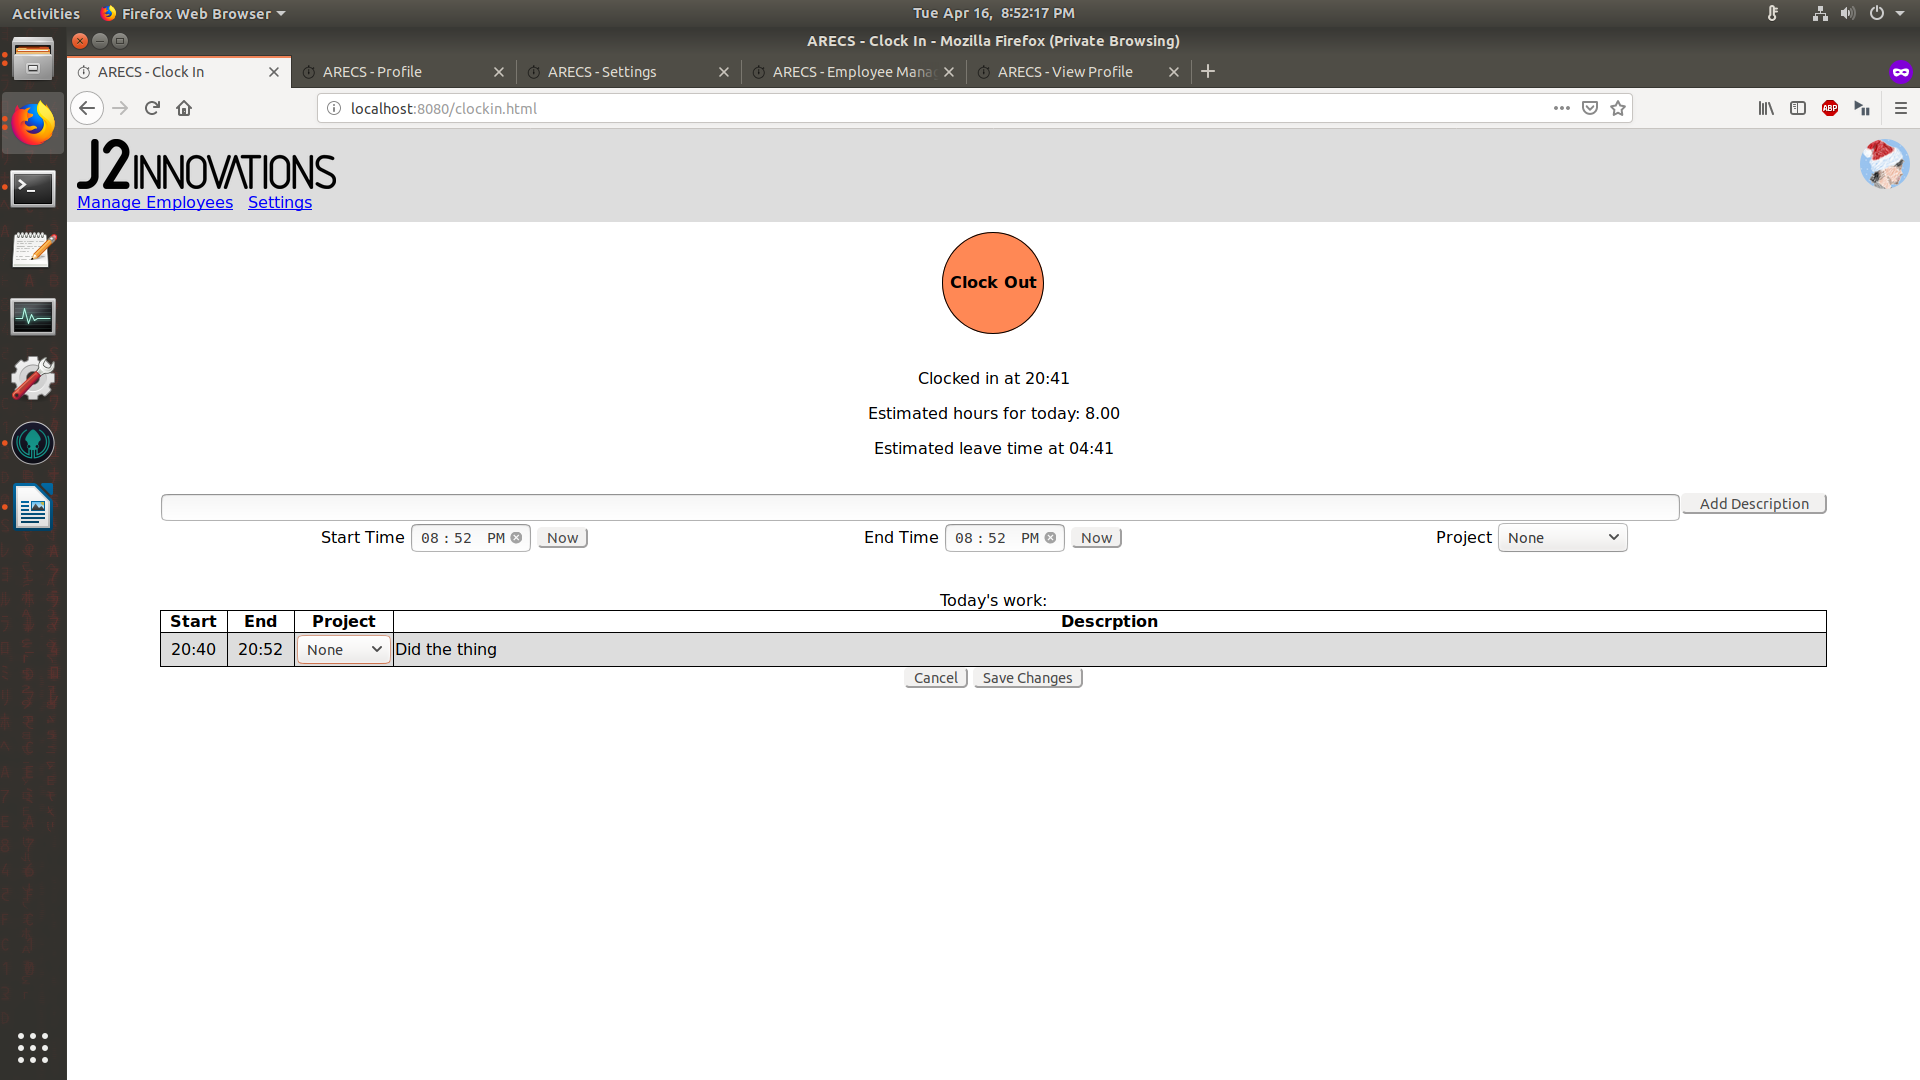 Activities Firefox Web Browser Tue Apr 16, 8:52:17 PM
ARECS - Clock In - Mozilla Firefox (Private Browsing)
ARECS - Clock In ARECS - Profile ARECS - Settings ARECS - Employee Mana ARECS - View Profile
localhost:8080/clockin.html ABP
J2 INNOVATIONS
Manage Employees Settings
Clock Out
Clocked in at 20:41
Estimated hours for today: 8.00
Estimated leave time at 04:41
Add Description
Start Time 08 : 52 PM Now End Time 08 : 52 PM Now Project None
Today's work:
Start End Project Descrption
20:40 20:52 None Did the thing
Cancel Save Changes